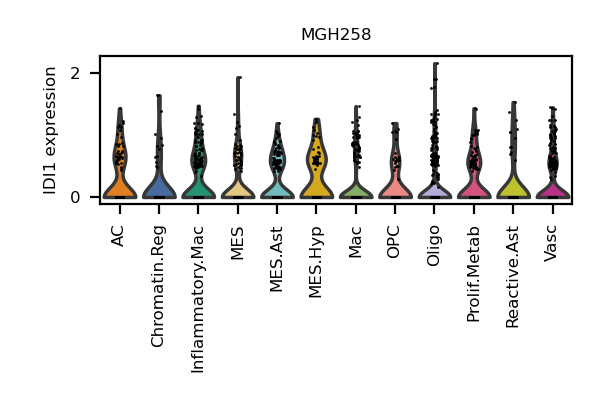 MGH258
IDI1 expression
2
0
AC
Chromatin.Reg
Inflammatory.Mac
MES
MES.Ast
MES.Hyp
Mac
OPC
Oligo
Prolif.Metab
Reactive.Ast
Vasc